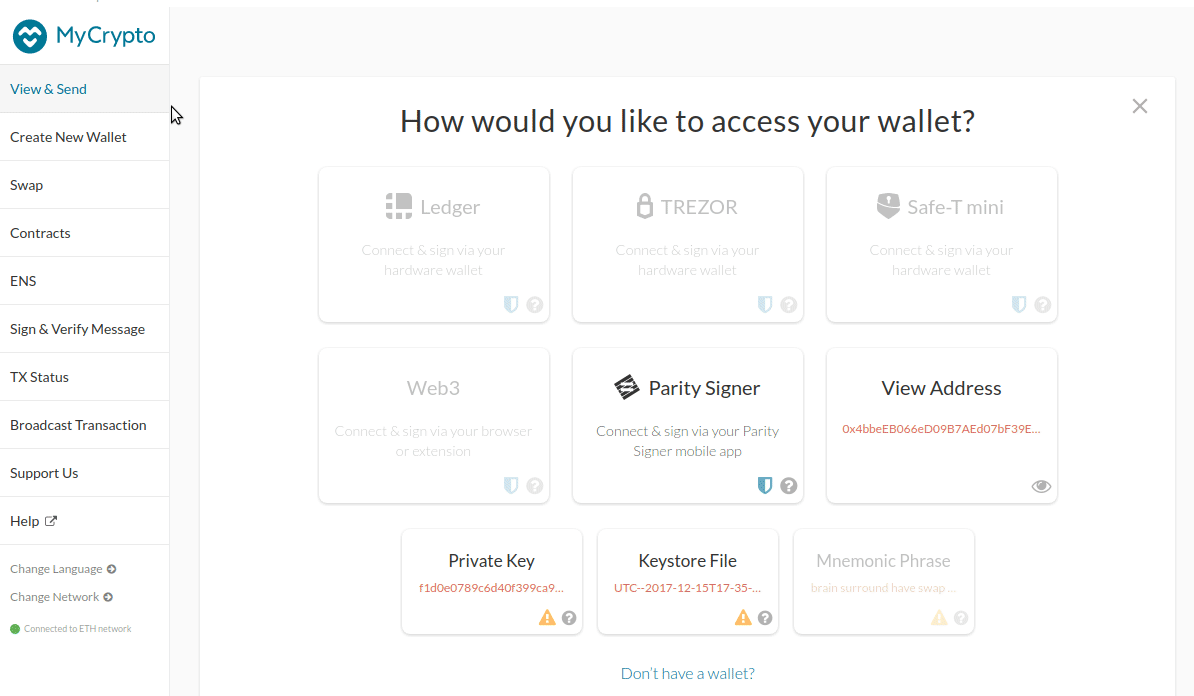 MyCrypto
View & Send
Create New Wallet
Swap
Contracts
ENS
Sign & Verify Message
TX Status
Broadcast Transaction
Support Us
Help
Change Language
Change Network
Connected to ETH network
How would you like to access your wallet?
Ledger
Connect & sign via your
hardware wallet
TREZOR
Connect & sign via your
hardware wallet
Safe-T mini
Connect & sign via your
hardware wallet
Web3
Connect & sign via your browser
or extension
Parity Signer
Connect & sign via your Parity
Signer mobile app
View Address
0x4bbeEB066eD09B7AEd07bF39E...
Private Key
f1d0e0789c6d40f399ca9...
Keystore File
UTC--2017-12-15T17-35-...
Mnemonic Phrase
brain surround have swap ...
Don't have a wallet?